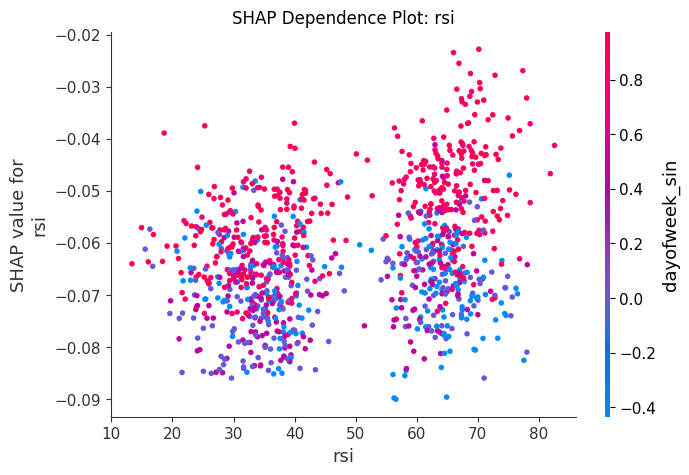 SHAP Dependence Plot: rsi
−0.02
−0.03
−0.04
−0.05
−0.06
−0.07
−0.08
−0.09
SHAP value for
rsi
10 20 30 40 50 60 70 80
rsi
0.8
0.6
0.4
0.2
0.0
−0.2
−0.4
dayofweek_sin